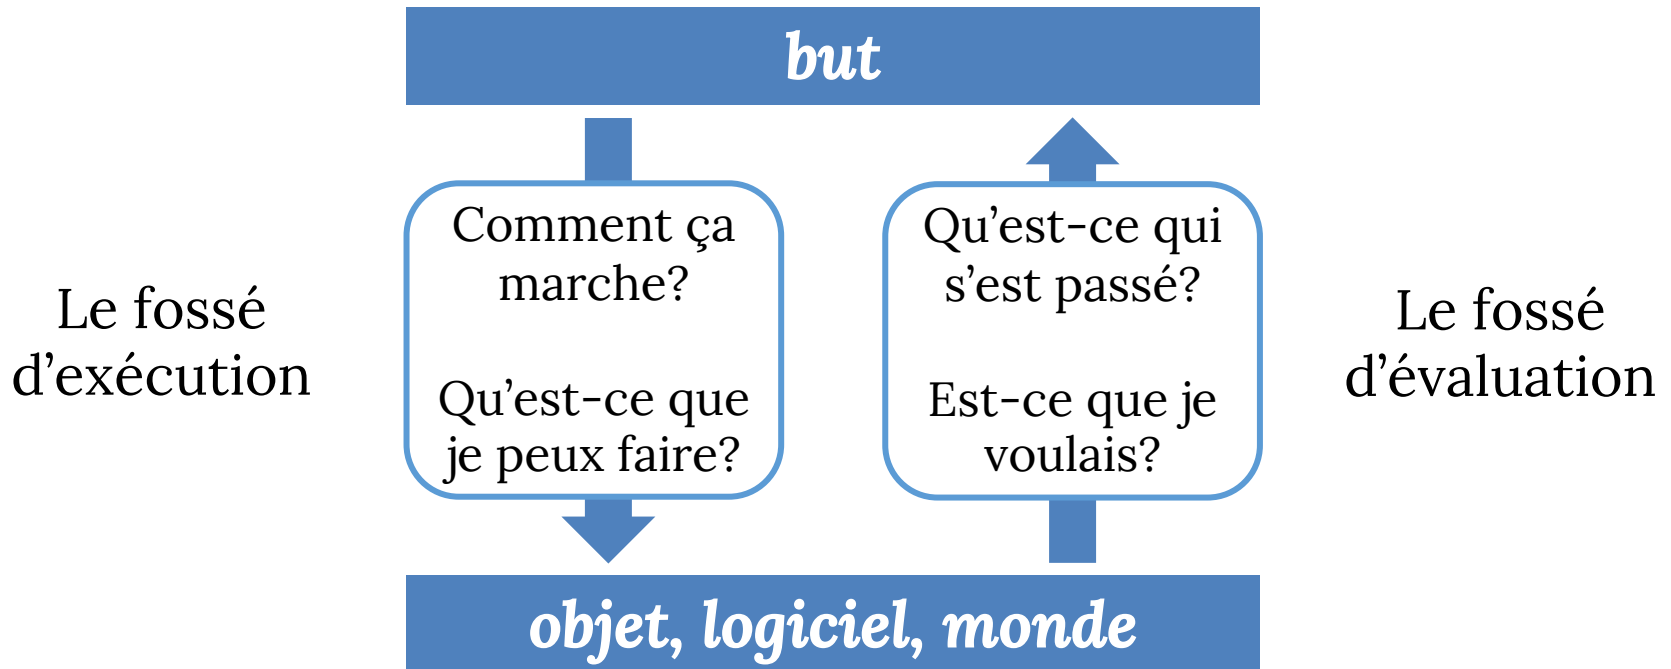 but
Comment ça
marche?
Qu’est-ce que
je peux faire?
Qu’est-ce qui
s’est passé?
Est-ce que je
voulais?
Le fossé
d’exécution
Le fossé
d’évaluation
objet, logiciel, monde